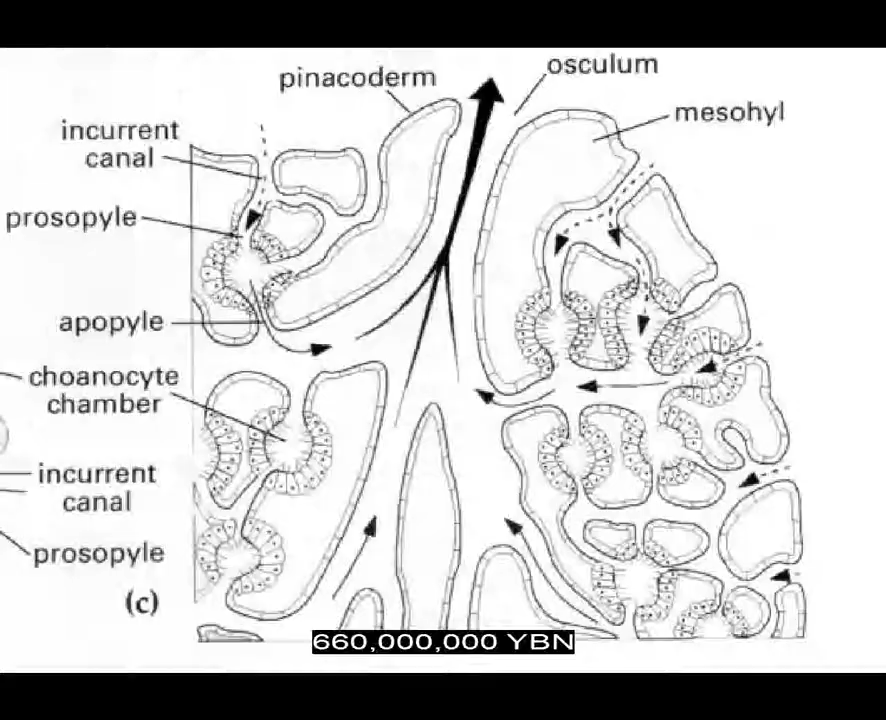 pinacoderm
osculum
mesohyl
incurrent
canal
prosopyle
apopyle
choanocyte
chamber
incurrent
canal
prosopyle
(c)
660,000,000 YBN